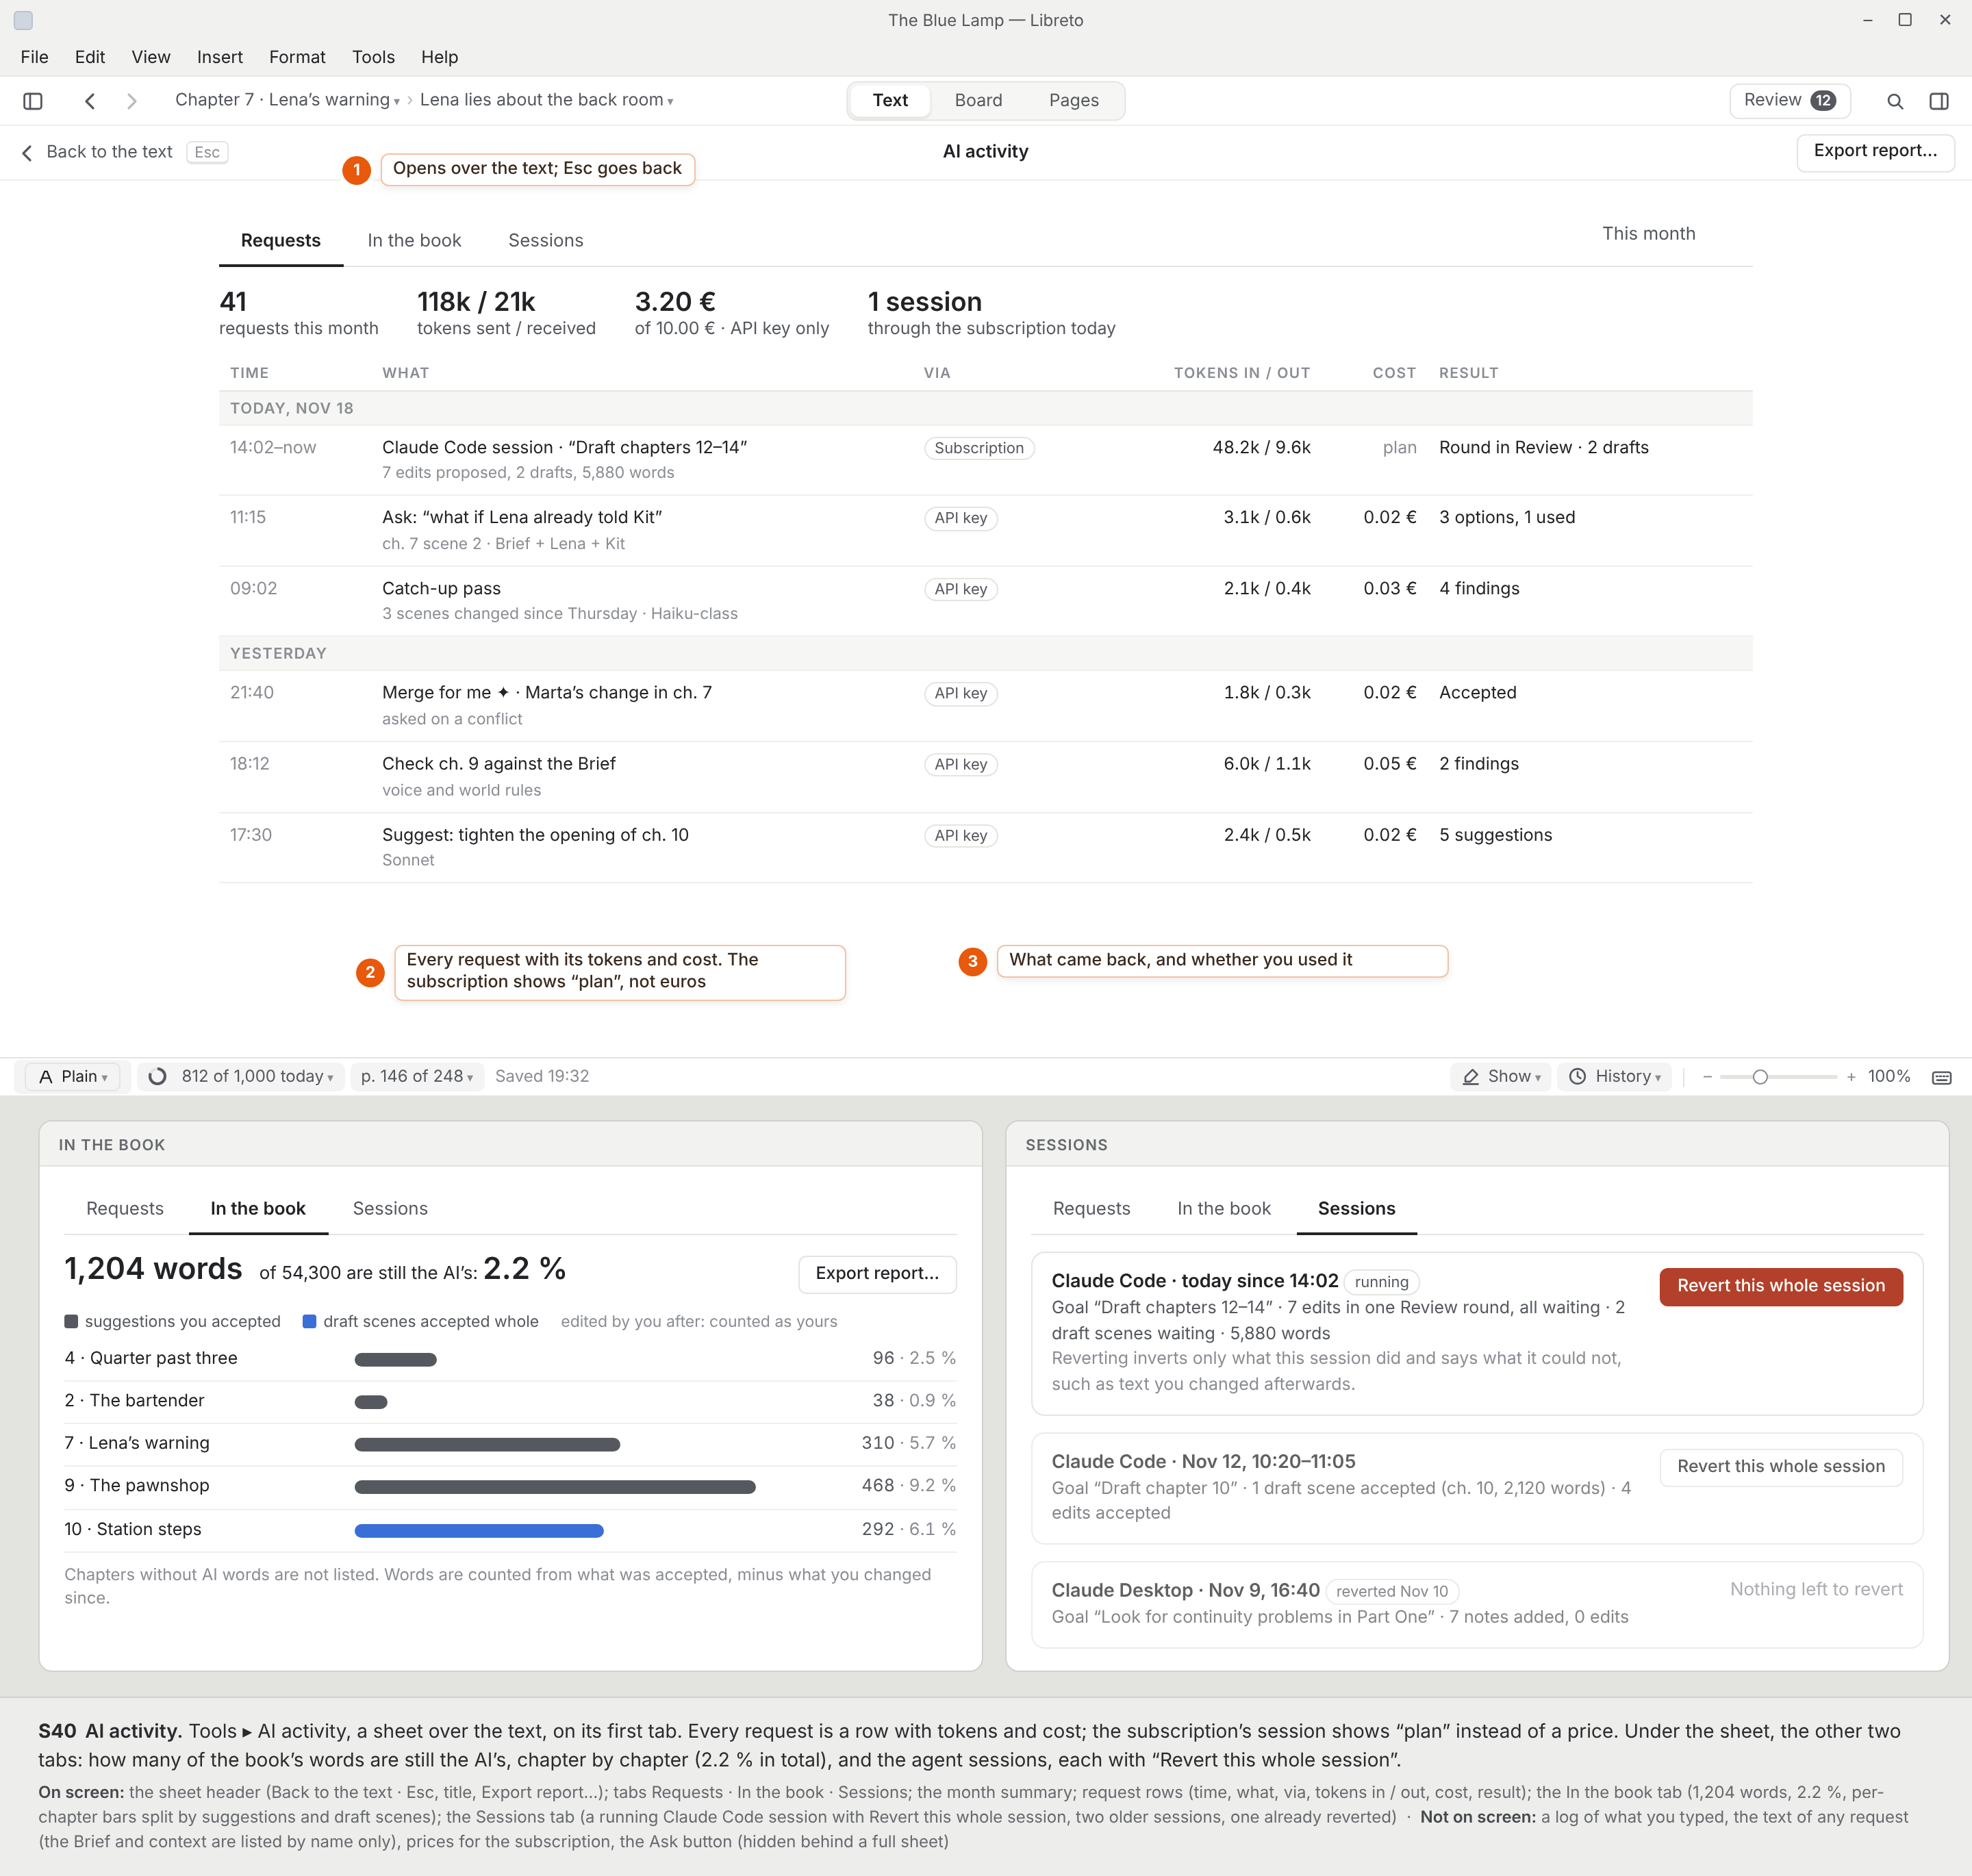 The Blue Lamp — Libreto
File Edit View Insert Format Tools Help
Chapter 7 · Lena’s warning ▾ › Lena lies about the back room ▾
Text Board Pages
Review 12
Back to the text Esc
AI activity
Export report…
1 Opens over the text; Esc goes back
Requests In the book Sessions
This month
41
requests this month
118k / 21k
tokens sent / received
3.20 €
of 10.00 € · API key only
1 session
through the subscription today
TIME WHAT VIA TOKENS IN / OUT COST RESULT
TODAY, NOV 18
14:02–now Claude Code session · “Draft chapters 12–14” Subscription 48.2k / 9.6k plan Round in Review · 2 drafts
7 edits proposed, 2 drafts, 5,880 words
11:15 Ask: “what if Lena already told Kit” API key 3.1k / 0.6k 0.02 € 3 options, 1 used
ch. 7 scene 2 · Brief + Lena + Kit
09:02 Catch-up pass API key 2.1k / 0.4k 0.03 € 4 findings
3 scenes changed since Thursday · Haiku-class
YESTERDAY
21:40 Merge for me ✦ · Marta’s change in ch. 7 API key 1.8k / 0.3k 0.02 € Accepted
asked on a conflict
18:12 Check ch. 9 against the Brief API key 6.0k / 1.1k 0.05 € 2 findings
voice and world rules
17:30 Suggest: tighten the opening of ch. 10 API key 2.4k / 0.5k 0.02 € 5 suggestions
Sonnet
2 Every request with its tokens and cost. The
subscription shows “plan”, not euros
3 What came back, and whether you used it
A Plain ▾ 812 of 1,000 today ▾ p. 146 of 248 ▾ Saved 19:32
Show ▾ History ▾ − + 100%
IN THE BOOK
Requests In the book Sessions
1,204 words of 54,300 are still the AI’s: 2.2 %
Export report…
suggestions you accepted draft scenes accepted whole edited by you after: counted as yours
4 · Quarter past three 96 · 2.5 %
2 · The bartender 38 · 0.9 %
7 · Lena’s warning 310 · 5.7 %
9 · The pawnshop 468 · 9.2 %
10 · Station steps 292 · 6.1 %
Chapters without AI words are not listed. Words are counted from what was accepted, minus what you changed
since.
SESSIONS
Requests In the book Sessions
Claude Code · today since 14:02 running
Revert this whole session
Goal “Draft chapters 12–14” · 7 edits in one Review round, all waiting · 2
draft scenes waiting · 5,880 words
Reverting inverts only what this session did and says what it could not,
such as text you changed afterwards.
Claude Code · Nov 12, 10:20–11:05
Revert this whole session
Goal “Draft chapter 10” · 1 draft scene accepted (ch. 10, 2,120 words) · 4
edits accepted
Claude Desktop · Nov 9, 16:40 reverted Nov 10
Nothing left to revert
Goal “Look for continuity problems in Part One” · 7 notes added, 0 edits
S40 AI activity. Tools ▸ AI activity, a sheet over the text, on its first tab. Every request is a row with tokens and cost; the subscription’s session shows “plan” instead of a price. Under the sheet, the other two
tabs: how many of the book’s words are still the AI’s, chapter by chapter (2.2 % in total), and the agent sessions, each with “Revert this whole session”.
On screen: the sheet header (Back to the text · Esc, title, Export report…); tabs Requests · In the book · Sessions; the month summary; request rows (time, what, via, tokens in / out, cost, result); the In the book tab (1,204 words, 2.2 %, per-
chapter bars split by suggestions and draft scenes); the Sessions tab (a running Claude Code session with Revert this whole session, two older sessions, one already reverted) · Not on screen: a log of what you typed, the text of any request
(the Brief and context are listed by name only), prices for the subscription, the Ask button (hidden behind a full sheet)